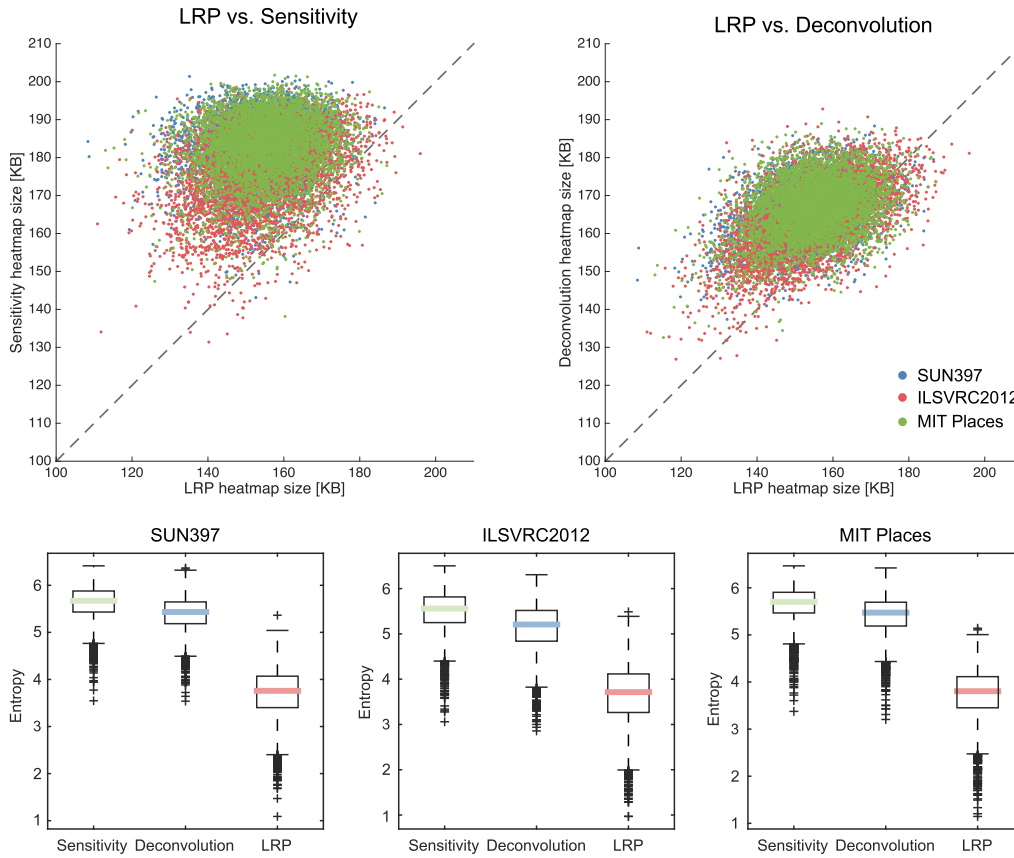 LRP vs. Sensitivity
210
200
190
180
170
160
150
140
130
120
110
100
Sensitivity heatmap size [KB]
100 120 140 160 180 200
LRP heatmap size [KB]
LRP vs. Deconvolution
210
200
190
180
170
160
150
140
130
120
110
100
Deconvolution heatmap size [KB]
SUN397
ILSVRC2012
MIT Places
100 120 140 160 180 200
LRP heatmap size [KB]
SUN397
6
5
4
3
2
1
Entropy
Sensitivity Deconvolution LRP
ILSVRC2012
6
5
4
3
2
1
Entropy
Sensitivity Deconvolution LRP
MIT Places
6
5
4
3
2
1
Entropy
Sensitivity Deconvolution LRP